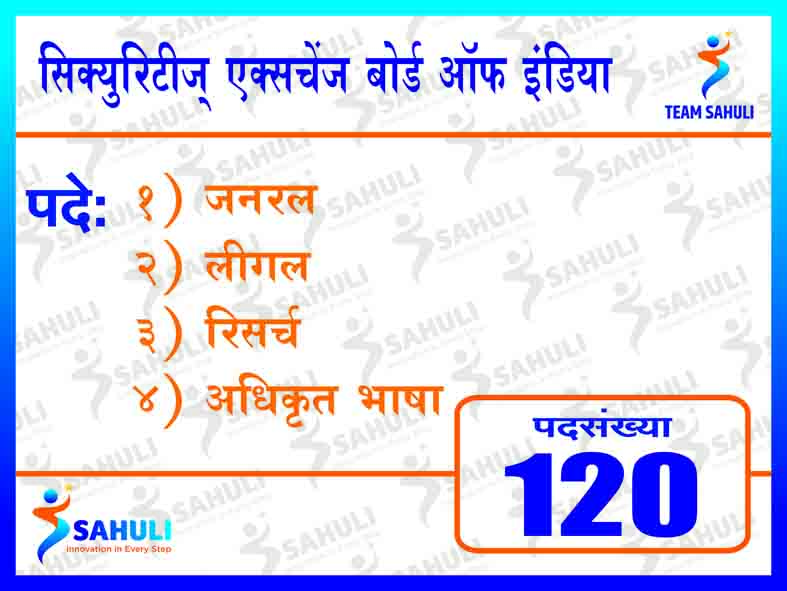 सिक्युरिटीज् एक्सचेंज बोर्ड ऑफ इंडिया
TEAM SAHULI
पदे:
१) जनरल
२) लीगल
३) रिसर्च
४) अधिकृत भाषा
पदसंख्या
120
SAHULI
Innovation in Every Step